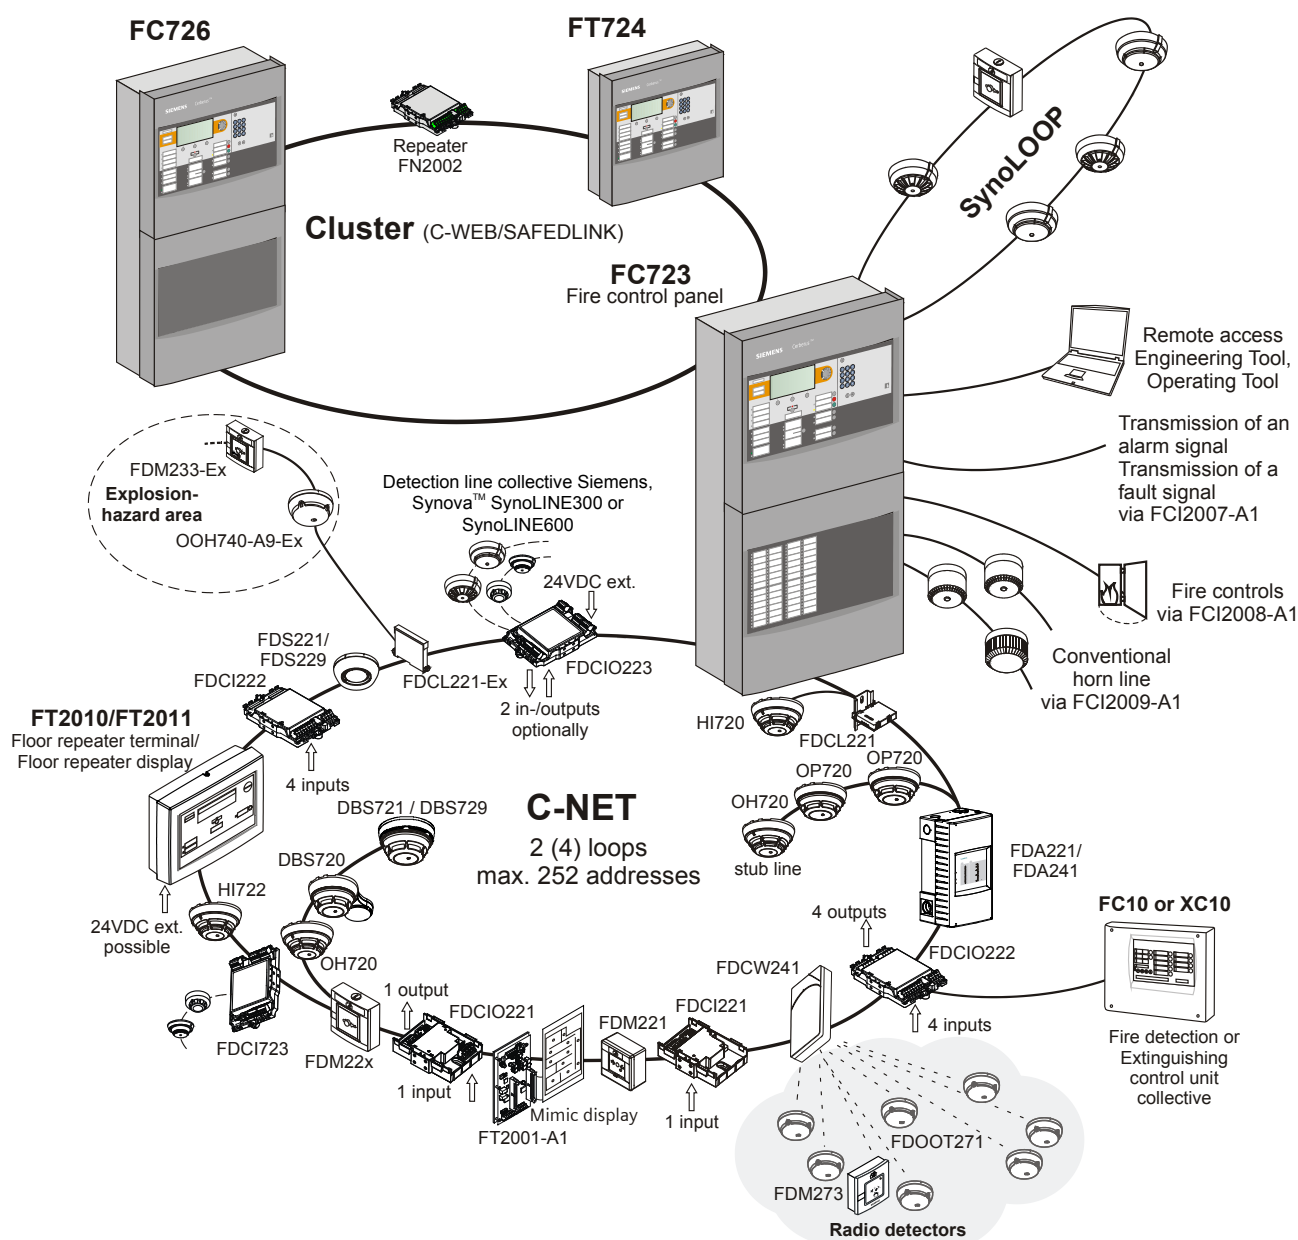 FC726
FT724
SIEMENS
SIEMENS
Repeater
FN2002
SynoLOOP
Cluster (C-WEB/SAFEDLINK)
FC723
Fire control panel
SIEMENS Cerberus™
Remote access
Engineering Tool,
Operating Tool
Transmission of an
alarm signal
Transmission of a
fault signal
via FCI2007-A1
FDM233-Ex
Explosion-
hazard area
OOH740-A9-Ex
Detection line collective Siemens,
Synova™ SynoLINE300 or
SynoLINE600
24VDC ext.
Fire controls
via FCI2008-A1
FDS221/
FDS229
FDCL221-Ex
FDCIO223
Conventional
horn line
via FCI2009-A1
FDCI222
2 in-/outputs
optionally
FT2010/FT2011
Floor repeater terminal/
Floor repeater display
4 inputs
HI720
FDCL221
OP720
OP720
OH720
stub line
C-NET
2 (4) loops
max. 252 addresses
DBS721 / DBS729
DBS720
HI722
24VDC ext.
possible
OH720
FDA221/
FDA241
FC10 or XC10
4 outputs
FDCIO222
FDCW241
4 inputs
FDCI723
FDM22x
1 output
FDCIO221
1 input
FT2001-A1
Mimic display
FDM221
FDCI221
1 input
Fire detection or
Extinguishing
control unit
collective
FDOOT271
FDM273
Radio detectors